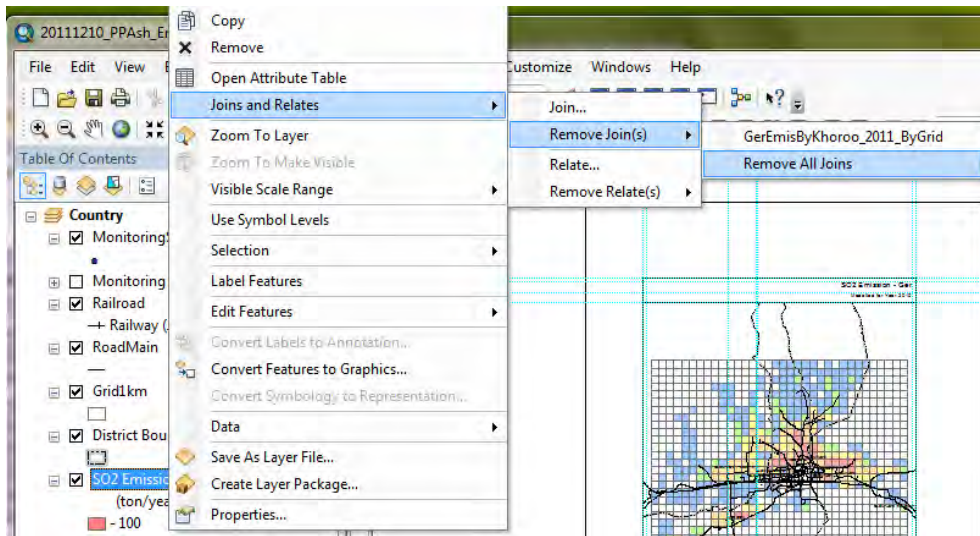 20111210_PPAsh_Er
File Edit View
Customize Windows Help
Table Of Contents
Country
Monitoring
Monitoring
Railroad
Railway (
RoadMain
Grid1km
District Bou
SO2 Emissio
(ton/yea
- 100
Copy
Remove
Open Attribute Table
Joins and Relates
Zoom To Layer
Zoom To Make Visible
Visible Scale Range
Use Symbol Levels
Selection
Label Features
Edit Features
Convert Labels to Annotation...
Convert Features to Graphics...
Convert Symbology to Representation...
Data
Save As Layer File...
Create Layer Package...
Properties...
Join...
Remove Join(s)
Relate...
Remove Relate(s)
GerEmisByKhoroo_2011_ByGrid
Remove All Joins
SO2 Emission - Ger